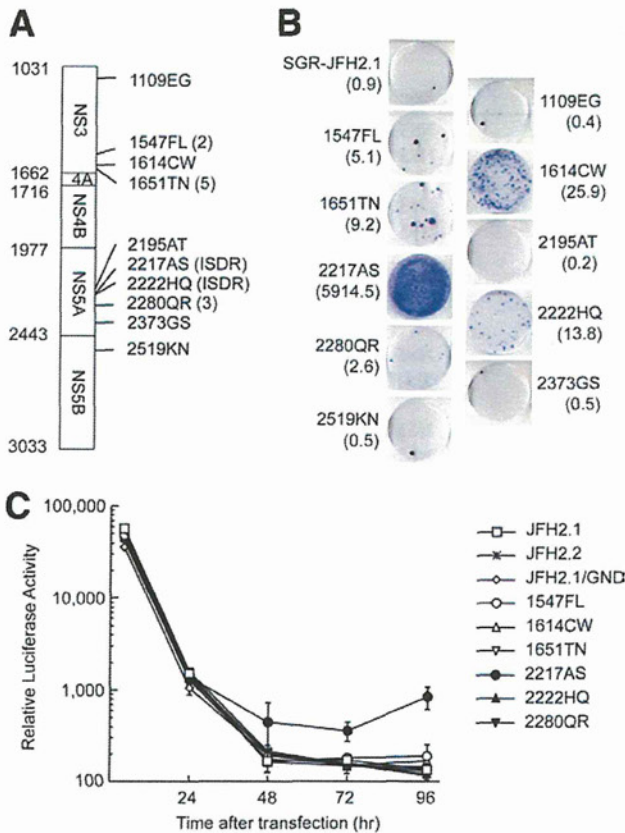 A
1031
1662
1716
1977
2443
3033
NS3
4A
NS4B
NS5A
NS5B
1109EG
1547FL (2)
1614CW
1651TN (5)
2195AT
2217AS (ISDR)
2222HQ (ISDR)
2280QR (3)
2373GS
2519KN
B
SGR-JFH2.1
(0.9)
1547FL
(5.1)
1651TN
(9.2)
2217AS
(5914.5)
2280QR
(2.6)
2519KN
(0.5)
1109EG
(0.4)
1614CW
(25.9)
2195AT
(0.2)
2222HQ
(13.8)
2373GS
(0.5)
C
Relative Luciferase Activity
100,000
10,000
1,000
100
24 48 72 96
Time after transfection (hr)
JFH2.1
JFH2.2
JFH2.1/GND
1547FL
1614CW
1651TN
2217AS
2222HQ
2280QR